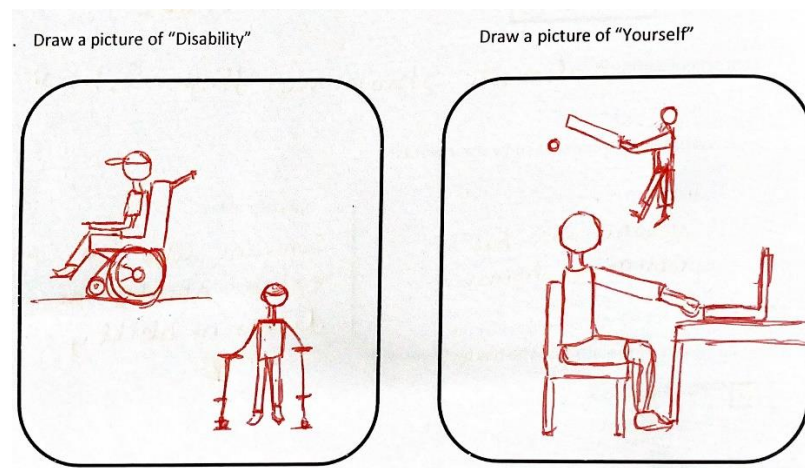 Draw a picture of “Disability”
Draw a picture of “Yourself”